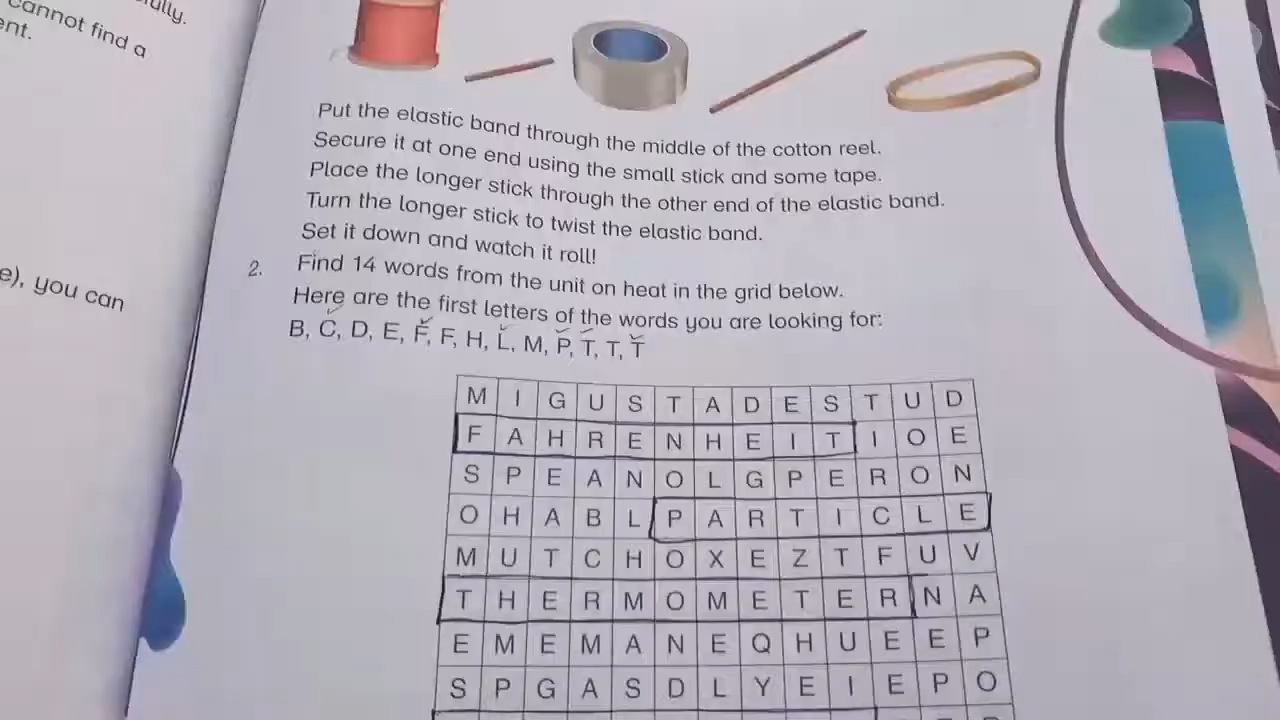 ully.
cannot find a
ent.
e), you can
Put the elastic band through the middle of the cotton reel.
Secure it at one end using the small stick and some tape.
Place the longer stick through the other end of the elastic band.
Turn the longer stick to twist the elastic band.
Set it down and watch it roll!
2. Find 14 words from the unit on heat in the grid below.
Here are the first letters of the words you are looking for:
B, C, D, E, F, F, H, L, M, P, T, T, T
M I G U S T A D E S T U D
F A H R E N H E I T I O E
S P E A N O L G P E R O N
O H A B L P A R T I C L E
M U T C H O X E Z T F U V
T H E R M O M E T E R N A
E M E M A N E Q H U E E P
S P G A S D L Y E I E P O